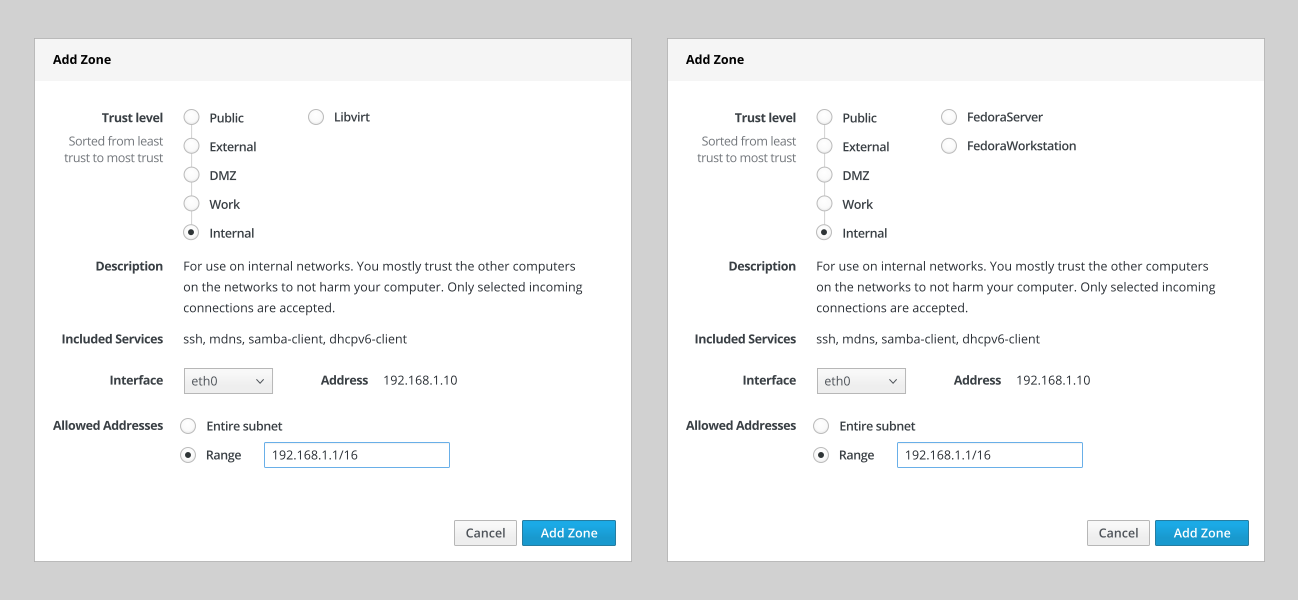 Add Zone
Trust level
Sorted from least
trust to most trust
Public
External
DMZ
Work
Internal
Libvirt
Description
For use on internal networks. You mostly trust the other computers
on the networks to not harm your computer. Only selected incoming
connections are accepted.
Included Services
ssh, mdns, samba-client, dhcpv6-client
Interface
eth0
Address
192.168.1.10
Allowed Addresses
Entire subnet
Range
192.168.1.1/16
Cancel
Add Zone
Add Zone
Trust level
Sorted from least
trust to most trust
Public
External
DMZ
Work
Internal
FedoraServer
FedoraWorkstation
Description
For use on internal networks. You mostly trust the other computers
on the networks to not harm your computer. Only selected incoming
connections are accepted.
Included Services
ssh, mdns, samba-client, dhcpv6-client
Interface
eth0
Address
192.168.1.10
Allowed Addresses
Entire subnet
Range
192.168.1.1/16
Cancel
Add Zone